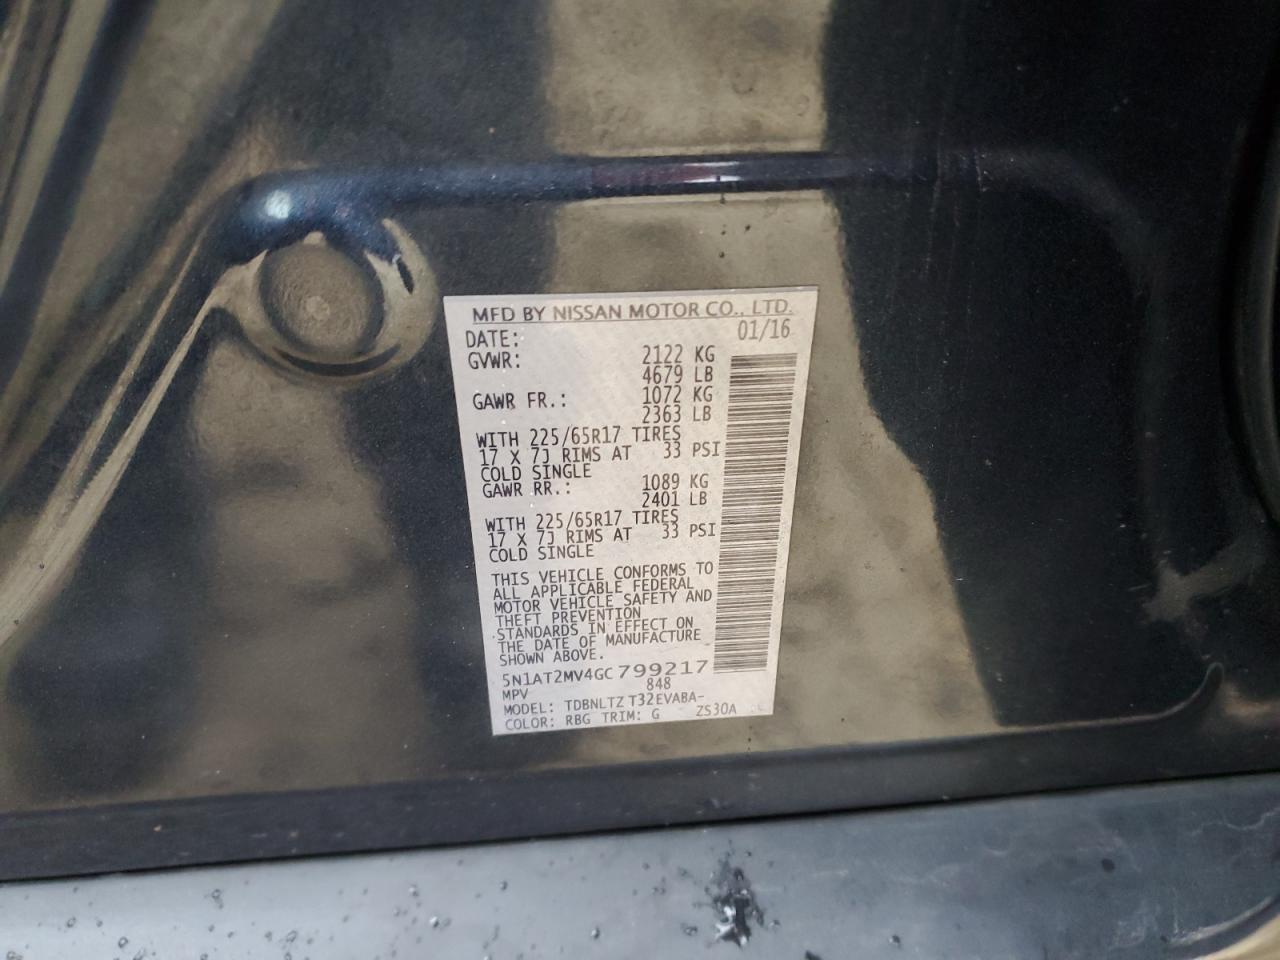 MFD BY NISSAN MOTOR CO., LTD.
DATE: 01/16
GVWR: 2122 KG
4679 LB
GAWR FR.: 1072 KG
2363 LB
WITH 225/65R17 TIRES
17 X 7J RIMS AT 33 PSI
COLD SINGLE
GAWR RR.: 1089 KG
2401 LB
WITH 225/65R17 TIRES
17 X 7J RIMS AT 33 PSI
COLD SINGLE
THIS VEHICLE CONFORMS TO
ALL APPLICABLE FEDERAL
MOTOR VEHICLE SAFETY AND
THEFT PREVENTION
STANDARDS IN EFFECT ON
THE DATE OF MANUFACTURE
SHOWN ABOVE.
5N1AT2MV4GC799217
MPV 848
MODEL: TDBNLTZ T32EVABA-
COLOR: RBG TRIM: G ZS30A